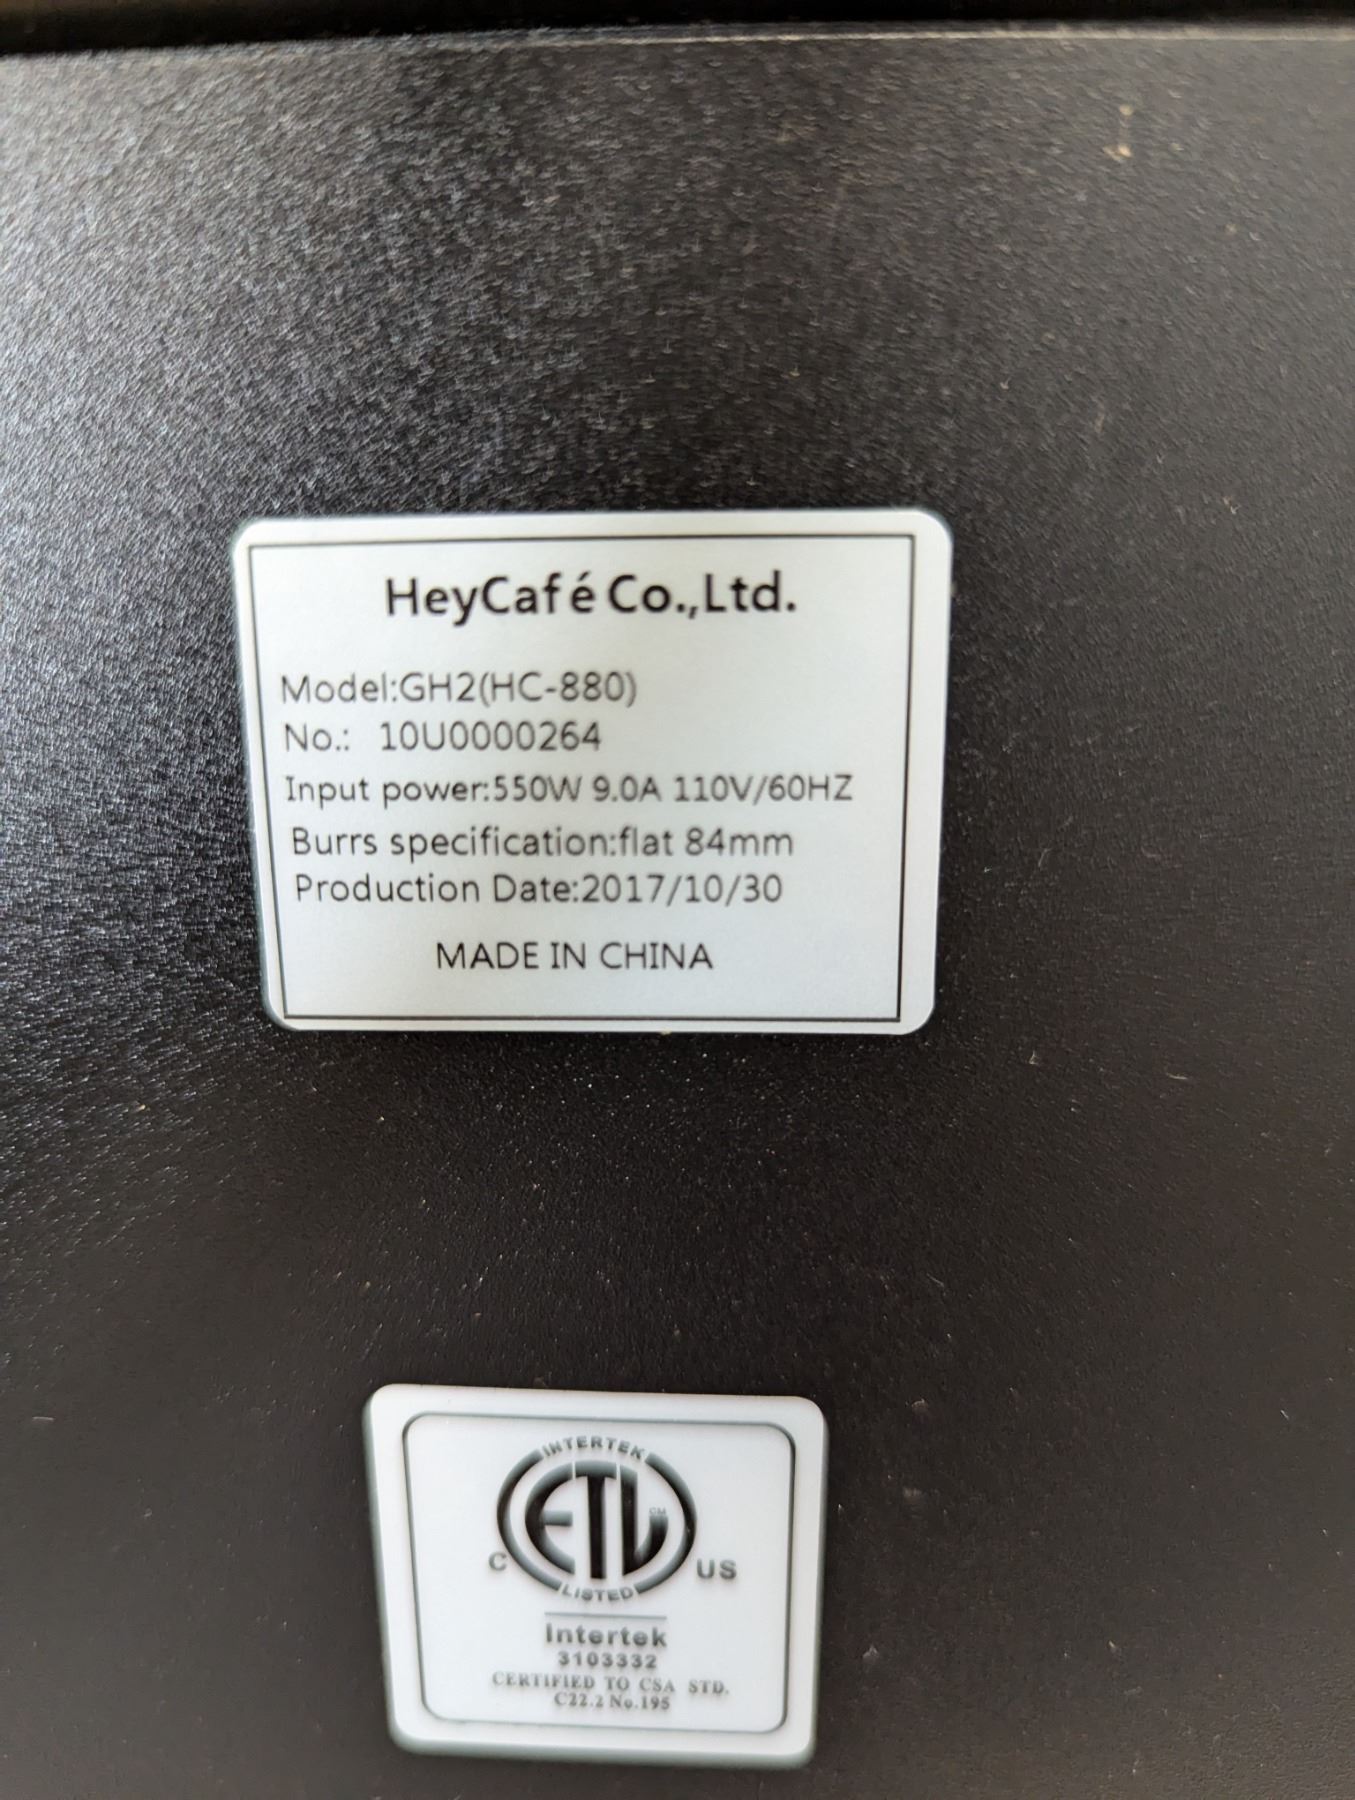 HeyCafé Co.,Ltd.
Model:GH2(HC-880)
No.: 10U0000264
Input power:550W 9.0A 110V/60HZ
Burrs specification:flat 84mm
Production Date:2017/10/30
MADE IN CHINA
INTERTEK
ETL CM
C US
LISTED
Intertek
3103332
CERTIFIED TO CSA STD.
C22.2 No.195